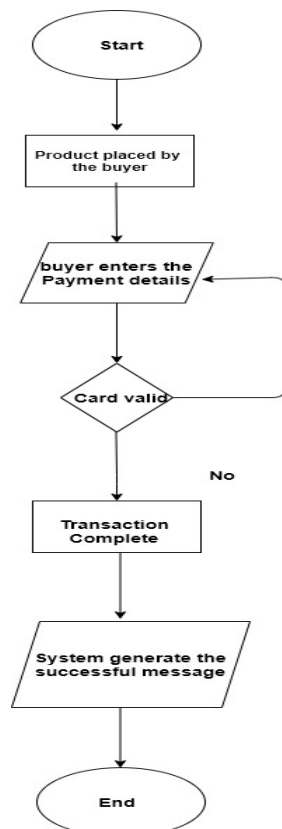 Start
Product placed by
the buyer
buyer enters the
Payment details
Card valid
No
Transaction
Complete
System generate the
successful message
End